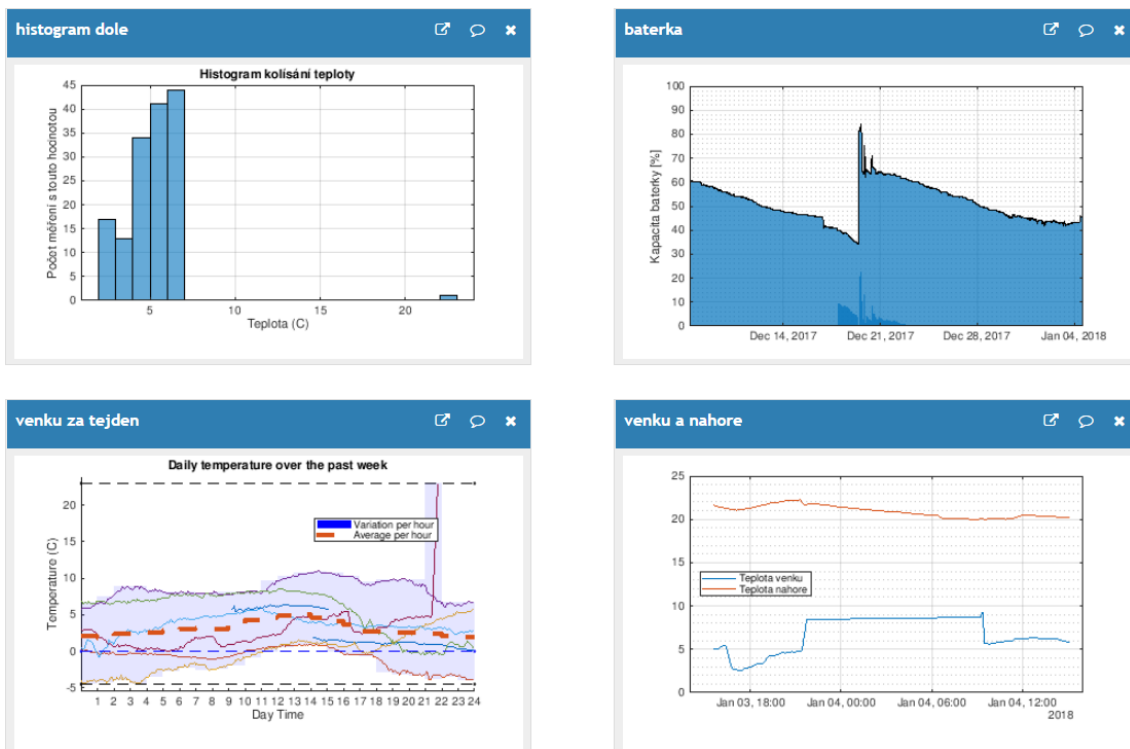 histogram dole
Histogram kolísání teploty
Počot měření s touto hodnotou
45
40
35
30
25
20
15
10
5
0
5
10
15
20
Teplota (C)
baterka
Kapacita batorky [%]
100
90
80
70
60
50
40
30
20
10
0
Dec 14, 2017
Dec 21, 2017
Dec 28, 2017
Jan 04, 2018
venku za tejden
Daily temperature over the past week
Temperature (C)
20
15
10
5
0
-5
Variation per hour
Average per hour
1 2 3 4 5 6 7 8 9 10 11 12 13 14 15 16 17 18 19 20 21 22 23 24
Day Time
venku a nahore
25
20
15
10
5
0
Teplota venku
Teplota nahore
Jan 03, 18:00
Jan 04, 00:00
Jan 04, 06:00
Jan 04, 12:00
2018